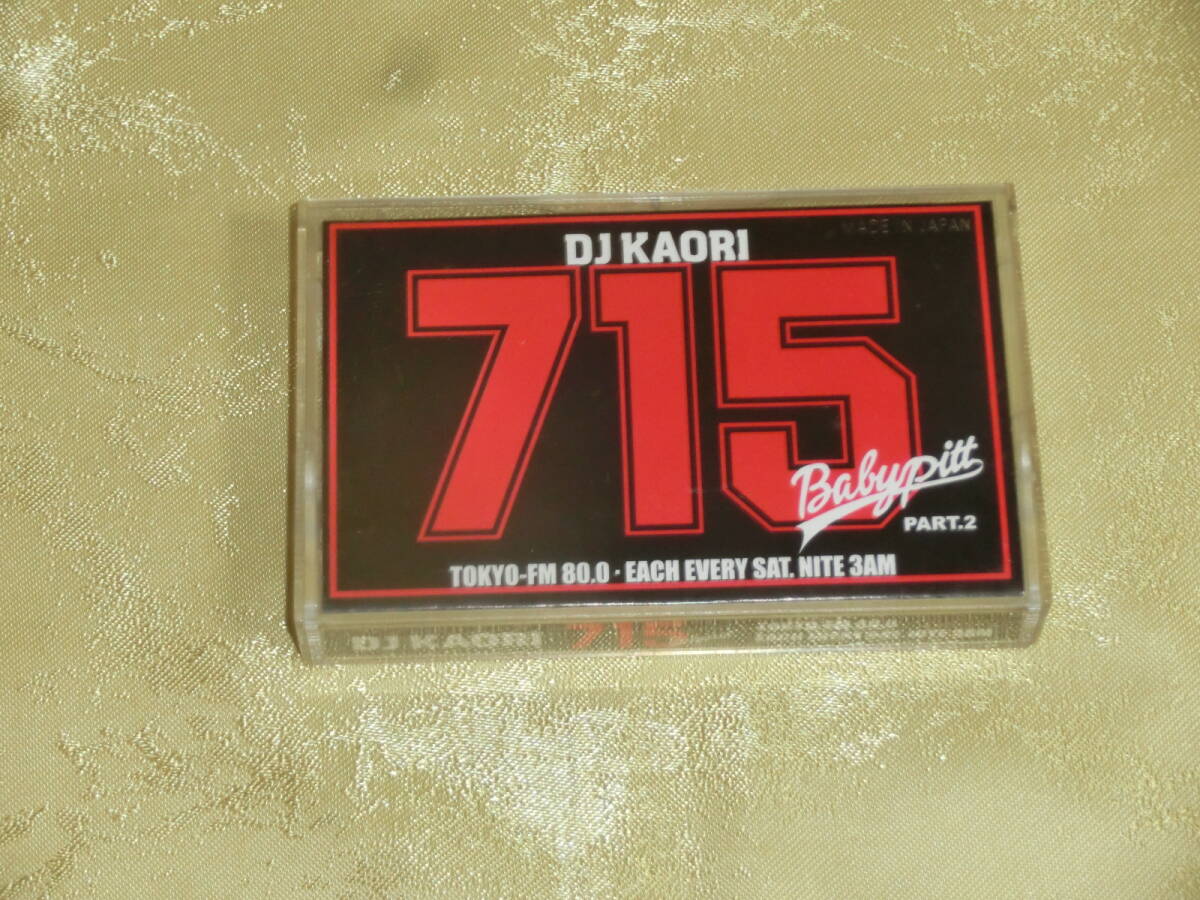 MADE IN JAPAN
DJ KAORI
715
Babypitt
PART.2
TOKYO-FM 80.0・EACH EVERY SAT. NITE 3AM
DJ KAORI 715